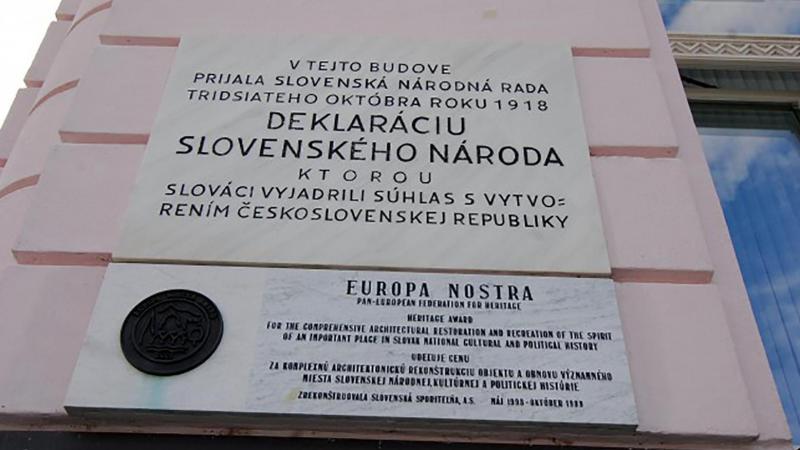 V TEJTO BUDOVE
PRIJALA SLOVENSKÁ NÁRODNÁ RADA
TRIDSIATEHO OKTÓBRA ROKU 1918
DEKLARÁCIU
SLOVENSKÉHO NÁRODA
KTOROU
SLOVÁCI VYJADRILI SÚHLAS S VYTVO=
RENÍM ČESKOSLOVENSKEJ REPUBLIKY
EUROPA NOSTRA
PAN-EUROPEAN FEDERATION FOR HERITAGE
HERITAGE AWARD
FOR THE COMPREHENSIVE ARCHITECTURAL RESTORATION AND RECREATION OF THE SPIRIT
OF AN IMPORTANT PLACE IN SLOVAK NATIONAL CULTURAL AND POLITICAL HISTORY
UDEĽUJE CENU
ZA KOMPLEXNÚ ARCHITEKTONICKÚ REKONŠTRUKCIU OBJEKTU A OBNOVU VÝZNAMNÉHO
MIESTA SLOVENSKEJ NÁRODNEJ, KULTÚRNEJ A POLITICKEJ HISTÓRIE
ZREKONŠTRUOVALA SLOVENSKÁ SPORITEĽŇA, A.S. MÁJ - OKTÓBER